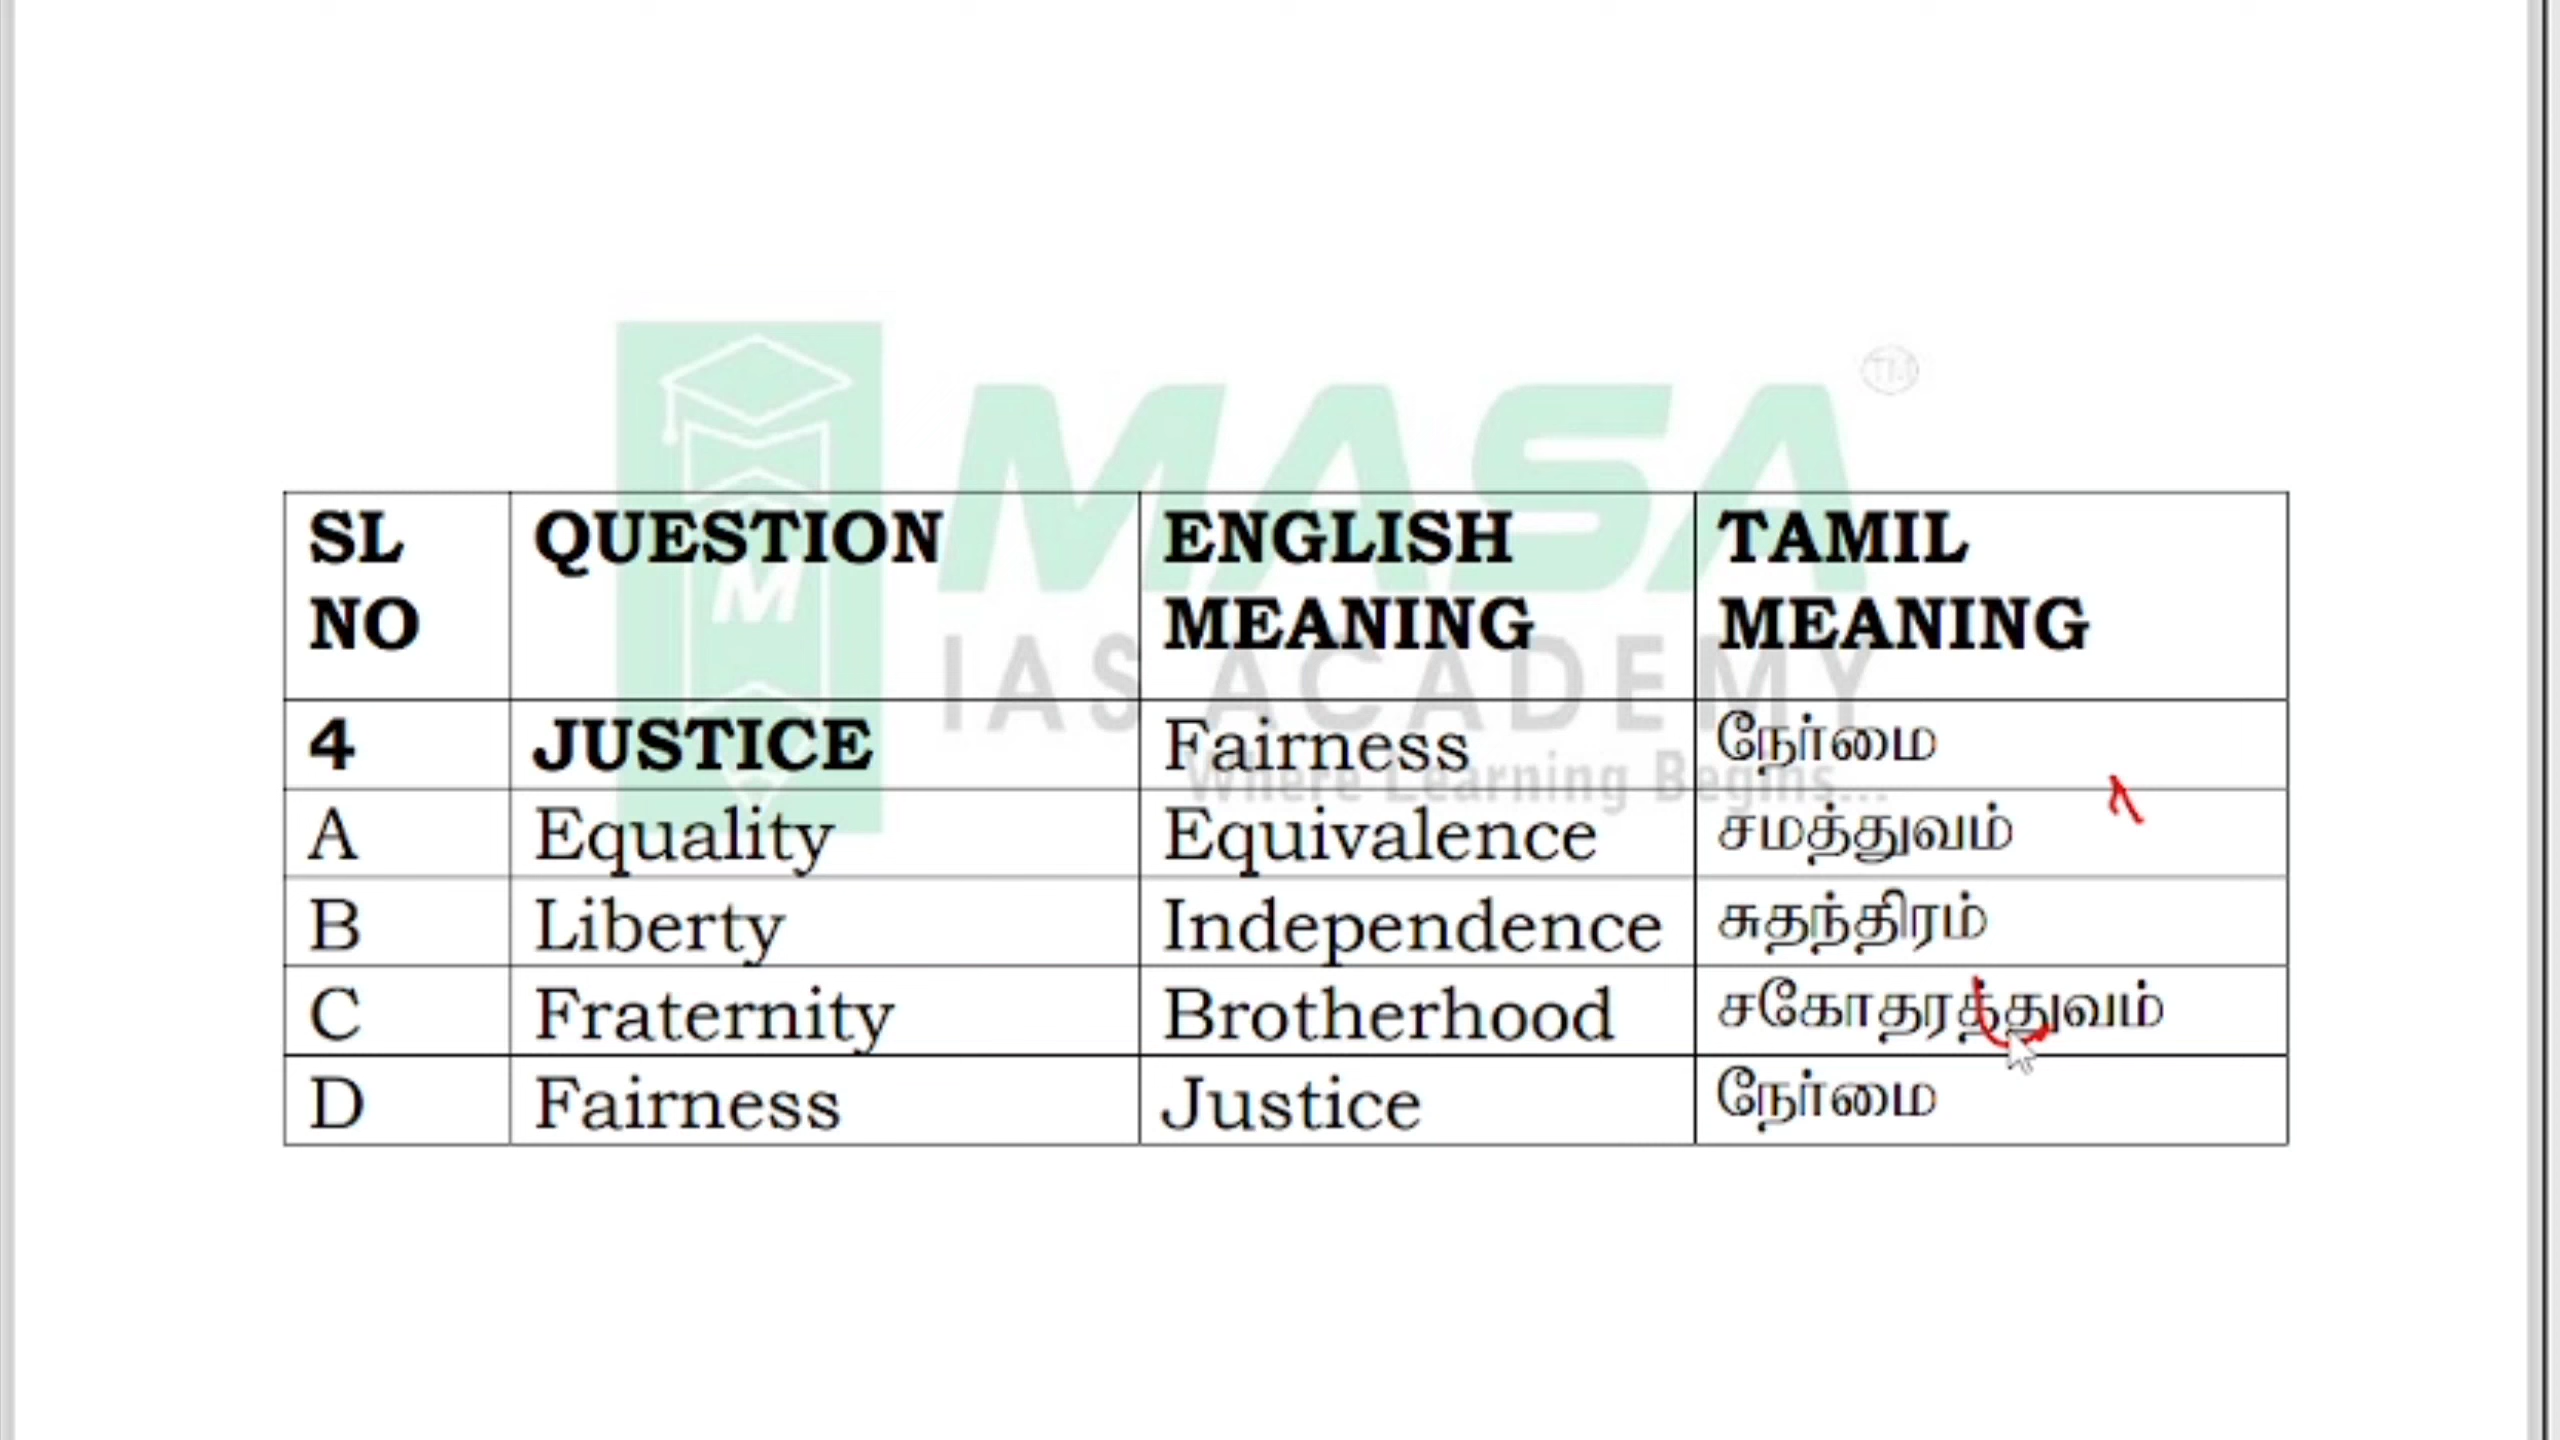 MASA
IAS ACADEMY
Where Learning Begins...
M
SL NO QUESTION ENGLISH MEANING TAMIL MEANING
4 JUSTICE Fairness நேர்மை
A Equality Equivalence சமத்துவம்
B Liberty Independence சுதந்திரம்
C Fraternity Brotherhood சகோதரத்துவம்
D Fairness Justice நேர்மை